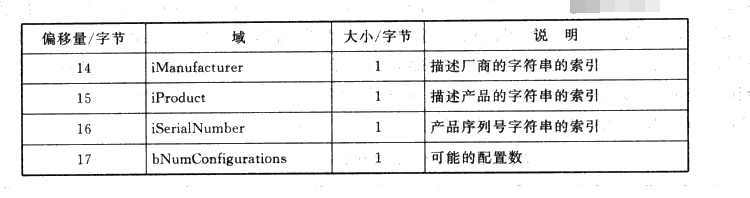 偏移量/字节 域 大小/字节 说 明
14 iManufacturer 1 描述厂商的字符串的索引
15 iProduct 1 描述产品的字符串的索引
16 iSerialNumber 1 产品序列号字符串的索引
17 bNumConfigurations 1 可能的配置数